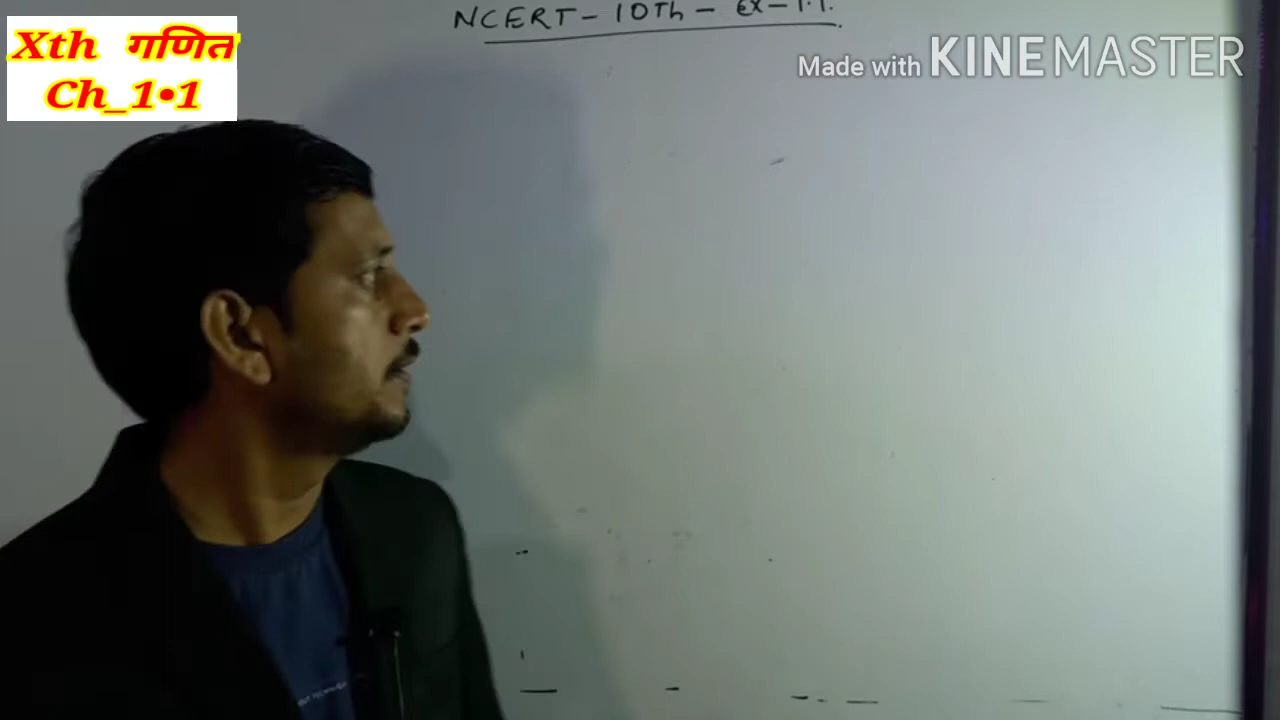 NCERT - 10Th - Ex - 1.1.
Made with KINEMASTER
Xth गणित
Ch_1•1